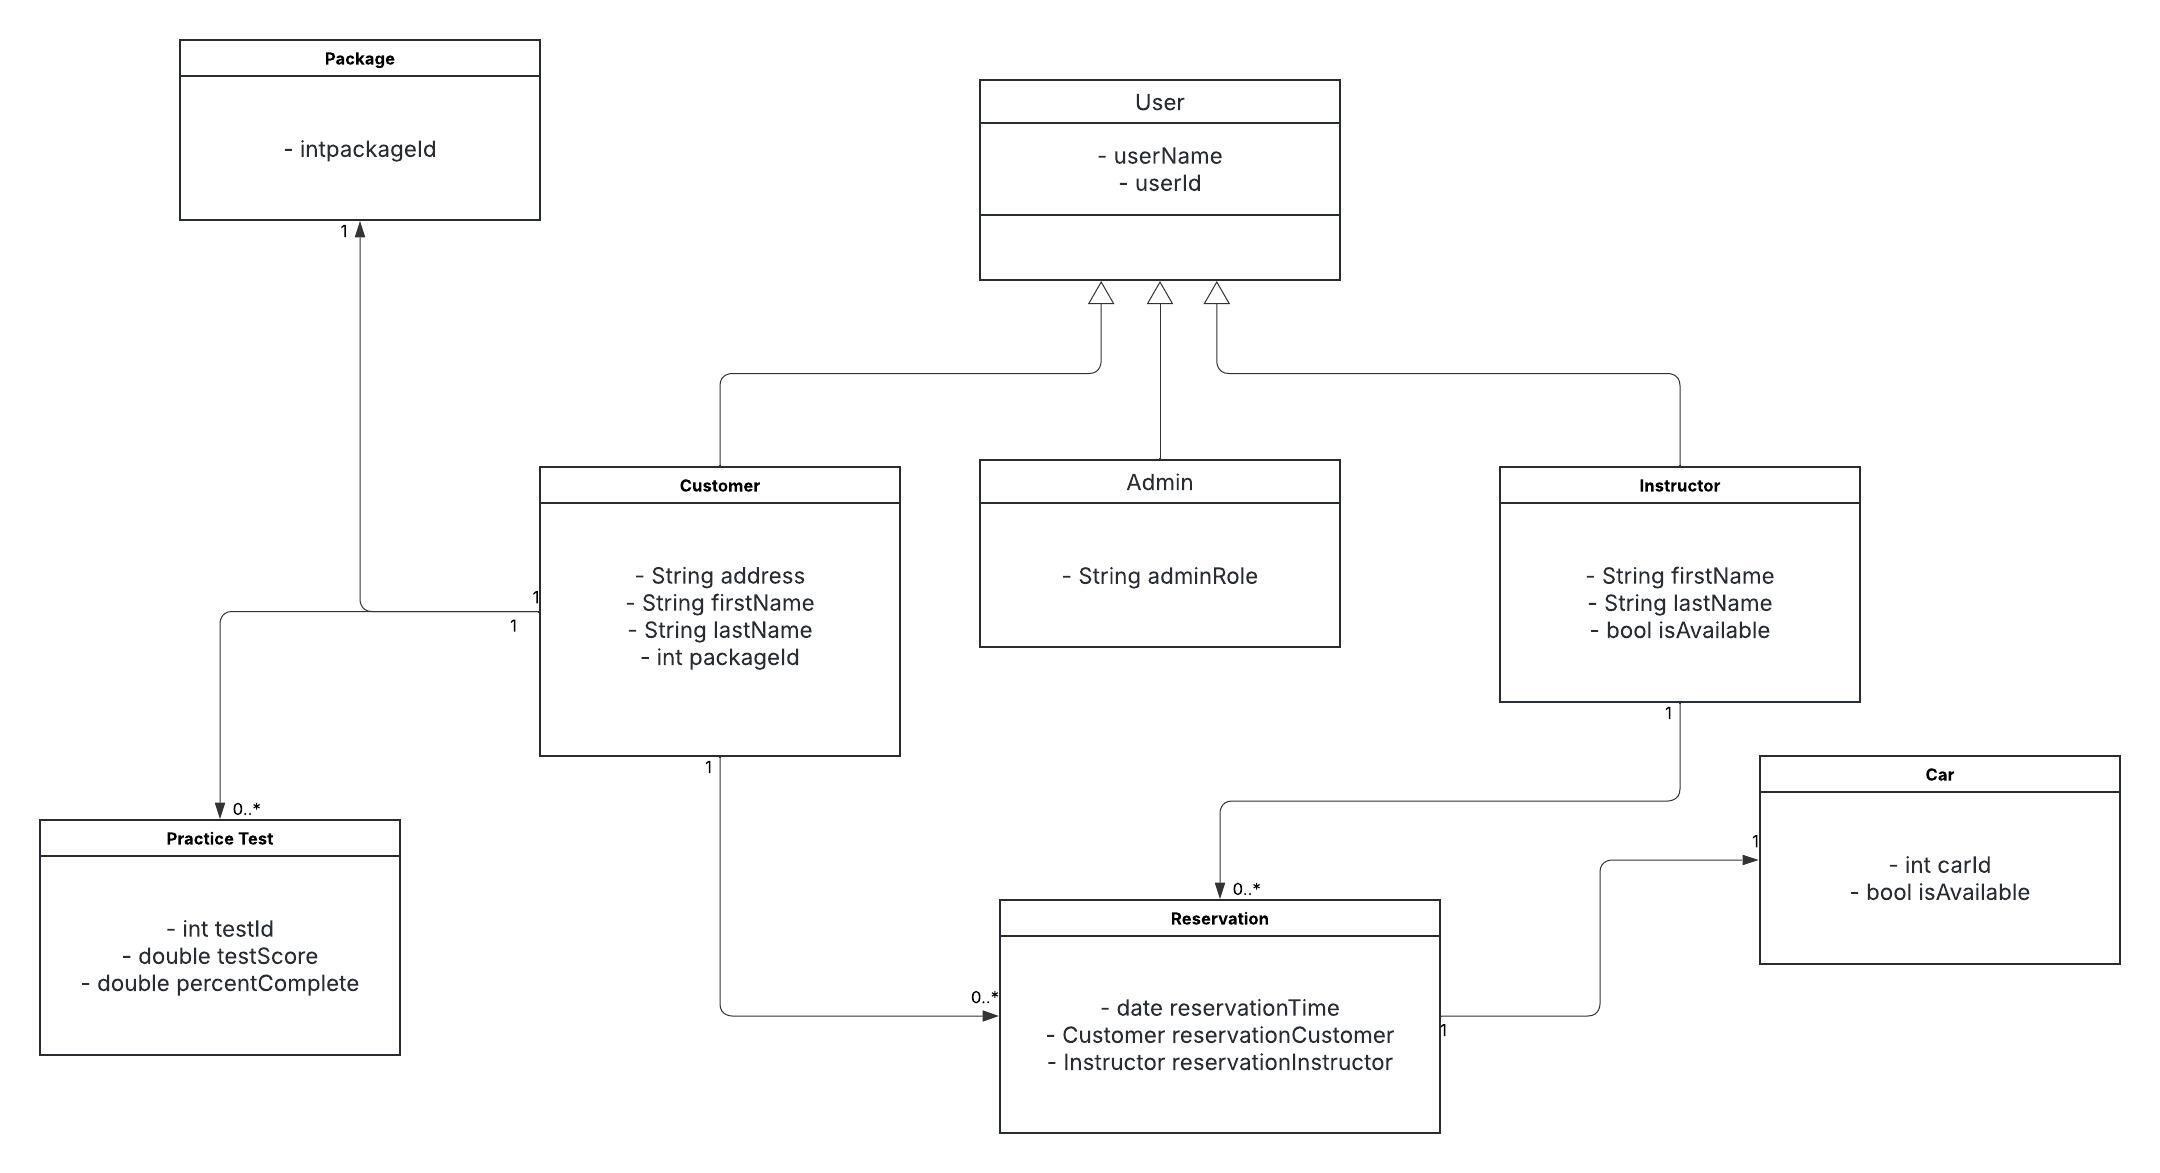 Package
- intpackageId
1
User
- userName
- userId
Customer
- String address
- String firstName
- String lastName
- int packageId
1
1
1
Admin
- String adminRole
Instructor
- String firstName
- String lastName
- bool isAvailable
1
Car
- int carId
- bool isAvailable
1
0..*
Practice Test
- int testId
- double testScore
- double percentComplete
0..*
0..*
Reservation
- date reservationTime
- Customer reservationCustomer
- Instructor reservationInstructor
1